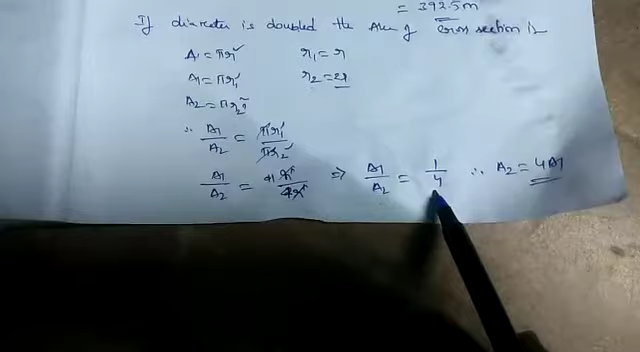 = 392.5m
If diameter is doubled the Area of cross section is
A = πr² r₁ = r
A₁ = πr₁² r₂ = 2r
A₂ = πr₂²
∴ A₁/A₂ = πr₁²/πr₂²
A₁/A₂ = r²/4r² ⇒ A₁/A₂ = 1/4 ∴ A₂ = 4A₁